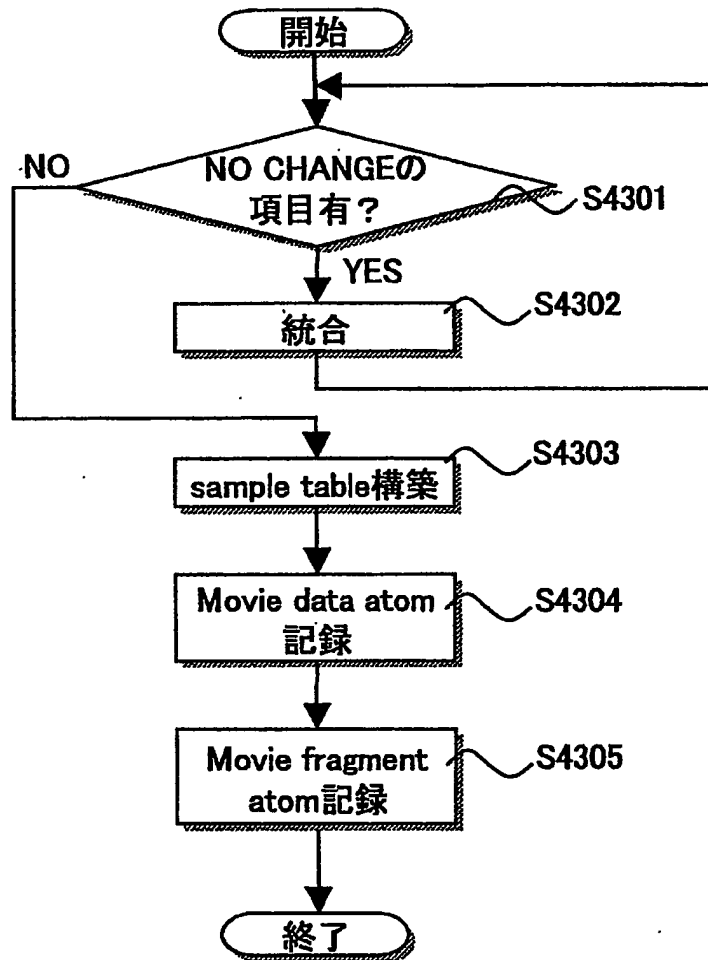 開始
NO
NO CHANGEの
項目有？
S4301
YES
S4302
統合
S4303
sample table構築
Movie data atom
記録
S4304
Movie fragment
atom記録
S4305
終了